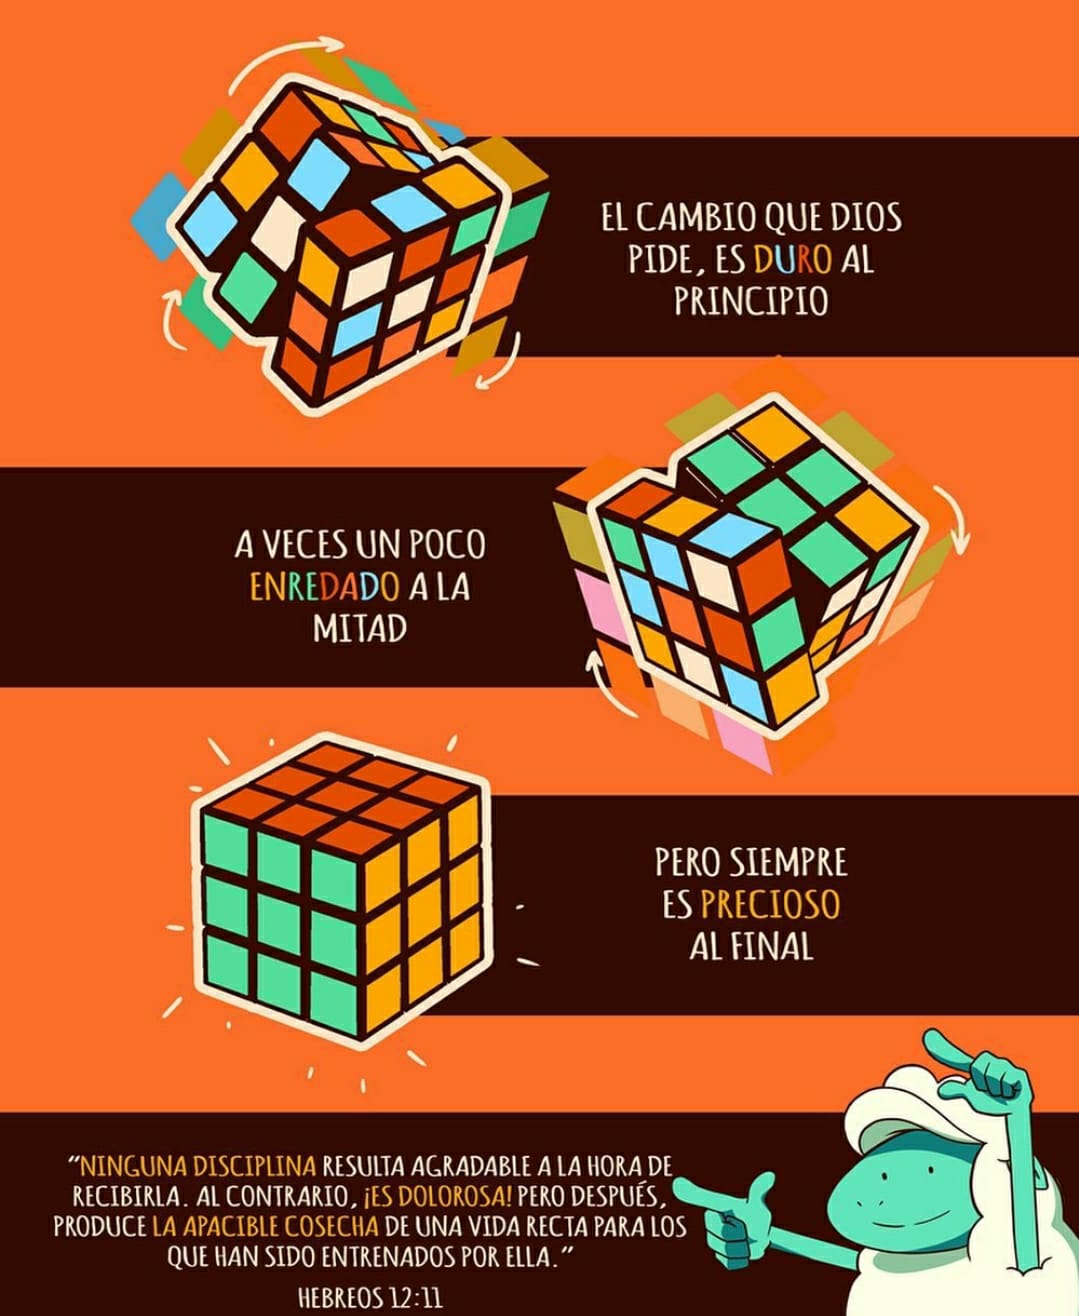 EL CAMBIO QUE DIOS
PIDE, ES DURO AL
PRINCIPIO
A VECES UN POCO
ENREDADO A LA
MITAD
PERO SIEMPRE
ES PRECIOSO
AL FINAL
"NINGUNA DISCIPLINA RESULTA AGRADABLE A LA HORA DE
RECIBIRLA. AL CONTRARIO, ¡ES DOLOROSA! PERO DESPUÉS,
PRODUCE LA APACIBLE COSECHA DE UNA VIDA RECTA PARA LOS
QUE HAN SIDO ENTRENADOS POR ELLA."
HEBREOS 12:11